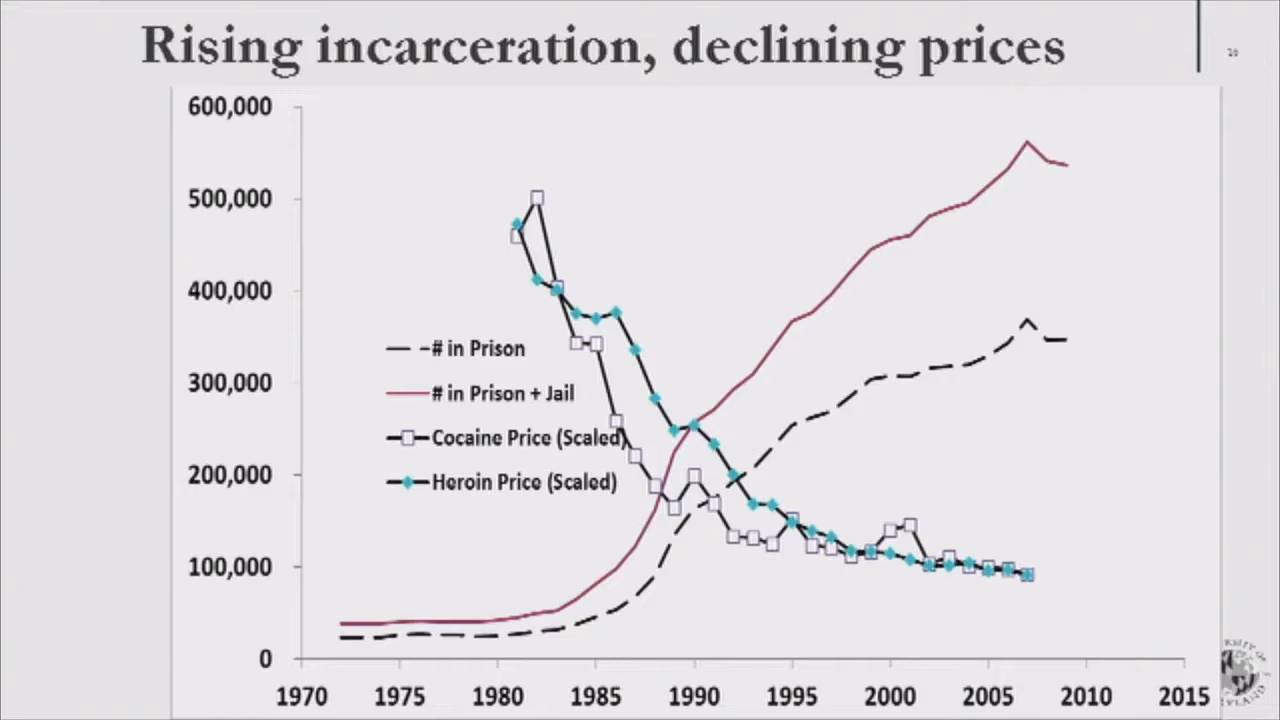 Rising incarceration, declining prices
600,000
500,000
400,000
300,000
200,000
100,000
0
# in Prison
# in Prison + Jail
Cocaine Price (Scaled)
Heroin Price (Scaled)
1970 1975 1980 1985 1990 1995 2000 2005 2010 2015